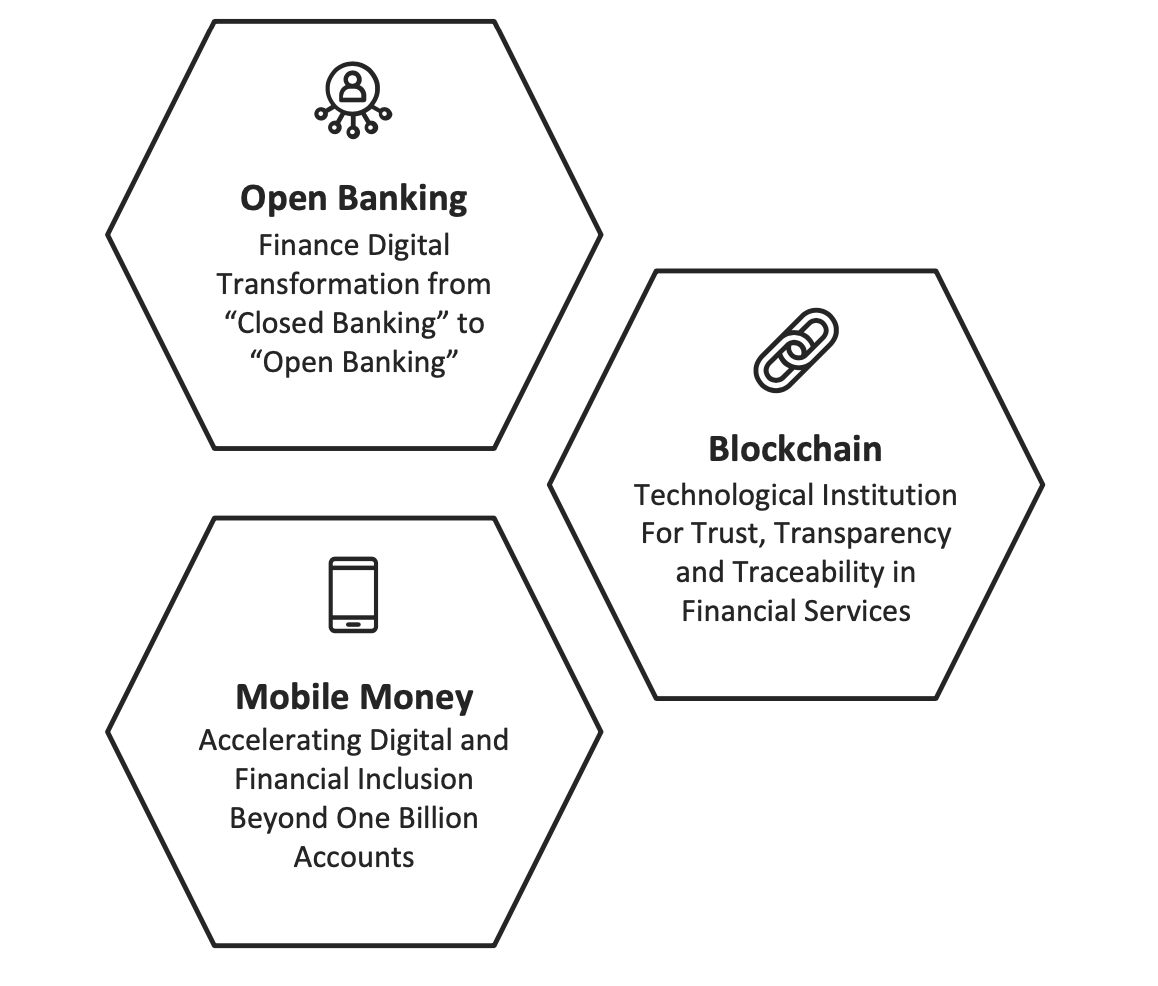 Open Banking
Finance Digital
Transformation from
“Closed Banking” to
“Open Banking”
Blockchain
Technological Institution
For Trust, Transparency
and Traceability in
Financial Services
Mobile Money
Accelerating Digital and
Financial Inclusion
Beyond One Billion
Accounts